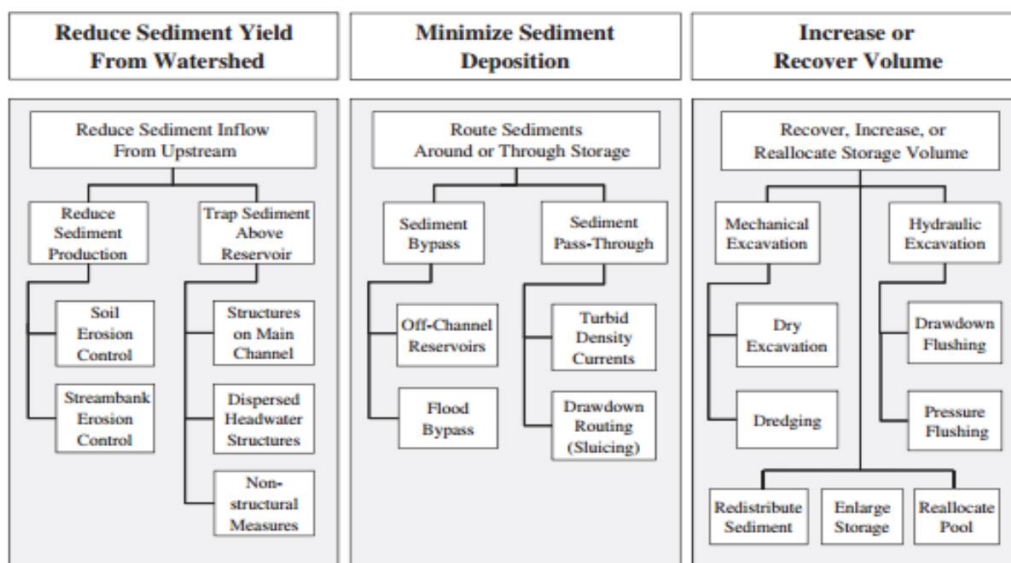 Reduce Sediment Yield
From Watershed
Reduce Sediment Inflow
From Upstream
Reduce
Sediment
Production
Soil
Erosion
Control
Streambank
Erosion
Control
Trap Sediment
Above
Reservoir
Structures
on Main
Channel
Dispersed
Headwater
Structures
Non-
structural
Measures
Minimize Sediment
Deposition
Route Sediments
Around or Through Storage
Sediment
Bypass
Off-Channel
Reservoirs
Flood
Bypass
Sediment
Pass-Through
Turbid
Density
Currents
Drawdown
Routing
(Sluicing)
Increase or
Recover Volume
Recover, Increase, or
Reallocate Storage Volume
Mechanical
Excavation
Dry
Excavation
Dredging
Hydraulic
Excavation
Drawdown
Flushing
Pressure
Flushing
Redistribute
Sediment
Enlarge
Storage
Reallocate
Pool